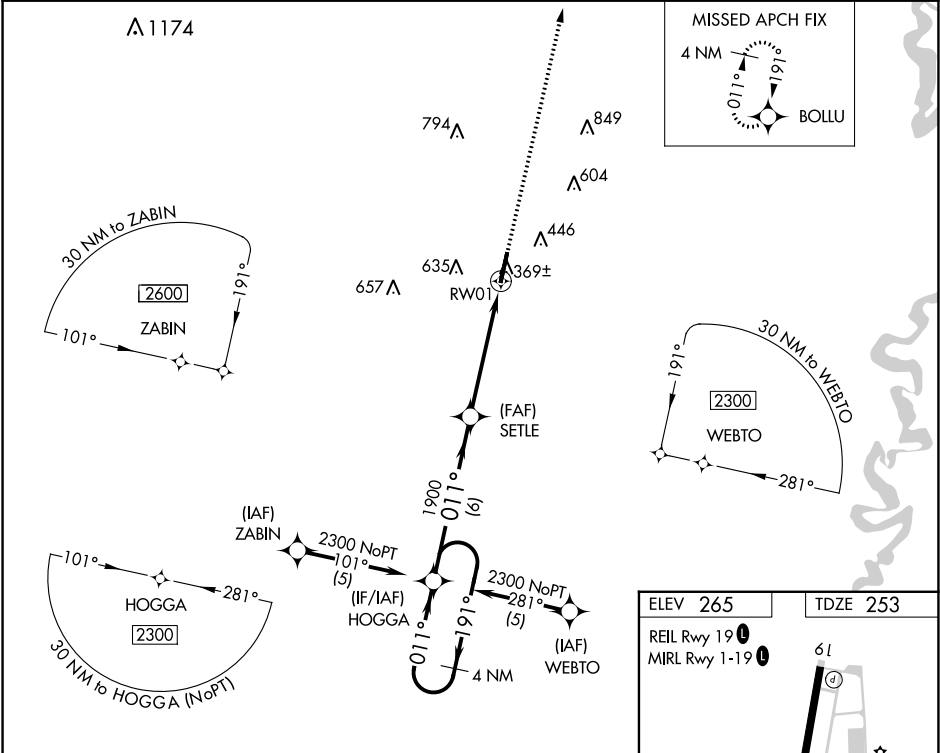 1174
MISSED APCH FIX
4 NM
011°
191°
BOLLU
794
849
604
446
635
369±
657
RW01
30 NM to ZABIN
2600
ZABIN
191°
101°
30 NM to WEBTO
191°
2300
WEBTO
281°
(FAF)
SETLE
1900
011°
(6)
(IAF)
ZABIN
2300 NoPT
101°
(5)
(IF/IAF)
HOGGA
2300 NoPT
281°
(5)
(IAF)
WEBTO
011°
191°
4 NM
101°
281°
HOGGA
2300
30 NM to HOGGA (NoPT)
ELEV 265
TDZE 253
REIL Rwy 19 L
MIRL Rwy 1-19 L
19
P